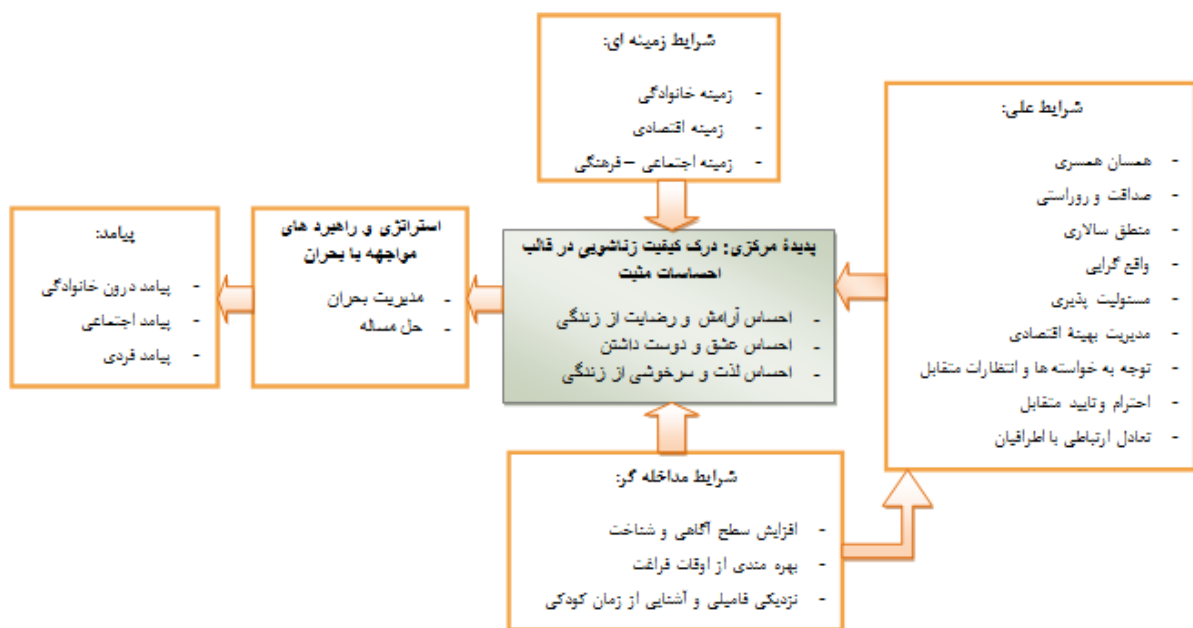 شرایط زمینه ای:
- زمینه خانوادگی
- زمینه اقتصادی
- زمینه اجتماعی – فرهنگی
شرایط علی:
- همسان همسری
- صداقت و روراستی
- منطق سالاری
- واقع گرایی
- مسئولیت پذیری
- مدیریت بهینۀ اقتصادی
- توجه به خواسته ها و انتظارات متقابل
- احترام و تایید متقابل
- تعادل ارتباطی با اطرافیان
پدیدۀ مرکزی: درک کیفیت زناشویی در قالب
احساسات مثبت
- احساس آرامش و رضایت از زندگی
- احساس عشق و دوست داشتن
- احساس لذت و سرخوشی از زندگی
استراتژی و راهبرد های
مواجهه با بحران
- مدیریت بحران
- حل مساله
پیامد:
- پیامد درون خانوادگی
- پیامد اجتماعی
- پیامد فردی
شرایط مداخله گر:
- افزایش سطح آگاهی و شناخت
- بهره مندی از اوقات فراغت
- نزدیکی فامیلی و آشنایی از زمان کودکی